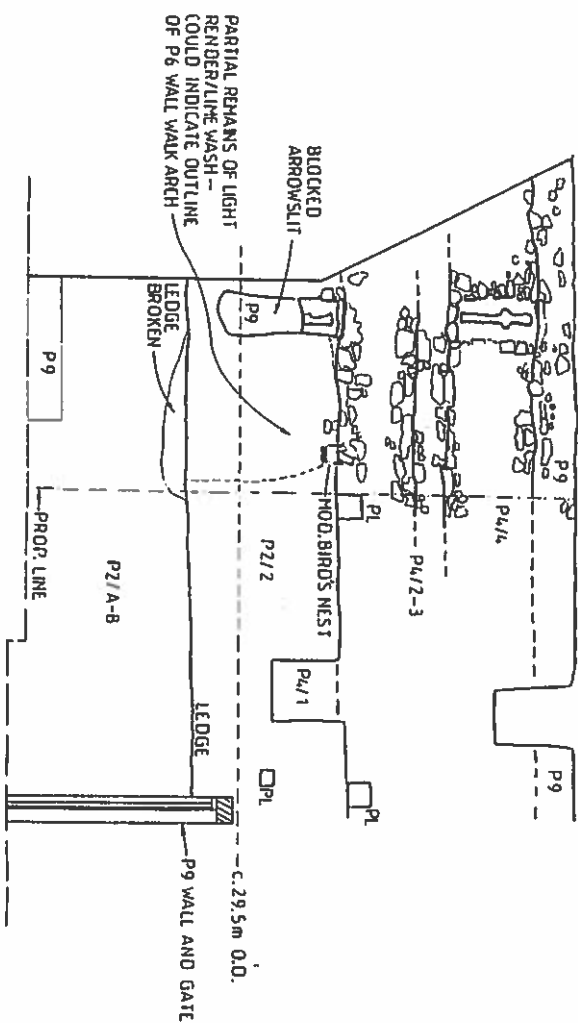 PARTIAL REMAINS OF LIGHT
RENDER/LIME WASH –
COULD INDICATE OUTLINE
OF P6 WALL WALK ARCH
BLOCKED
ARROWSLIT
P9
P9
P4/4
P9
P4/2-3
PL
MOD. BIRD'S NEST
P9
P2/2
P4/1
PL
PL
LEDGE
BROKEN
LEDGE
c.29.5m O.D.
P9
P2/A-B
PROP. LINE
P9 WALL AND GATE